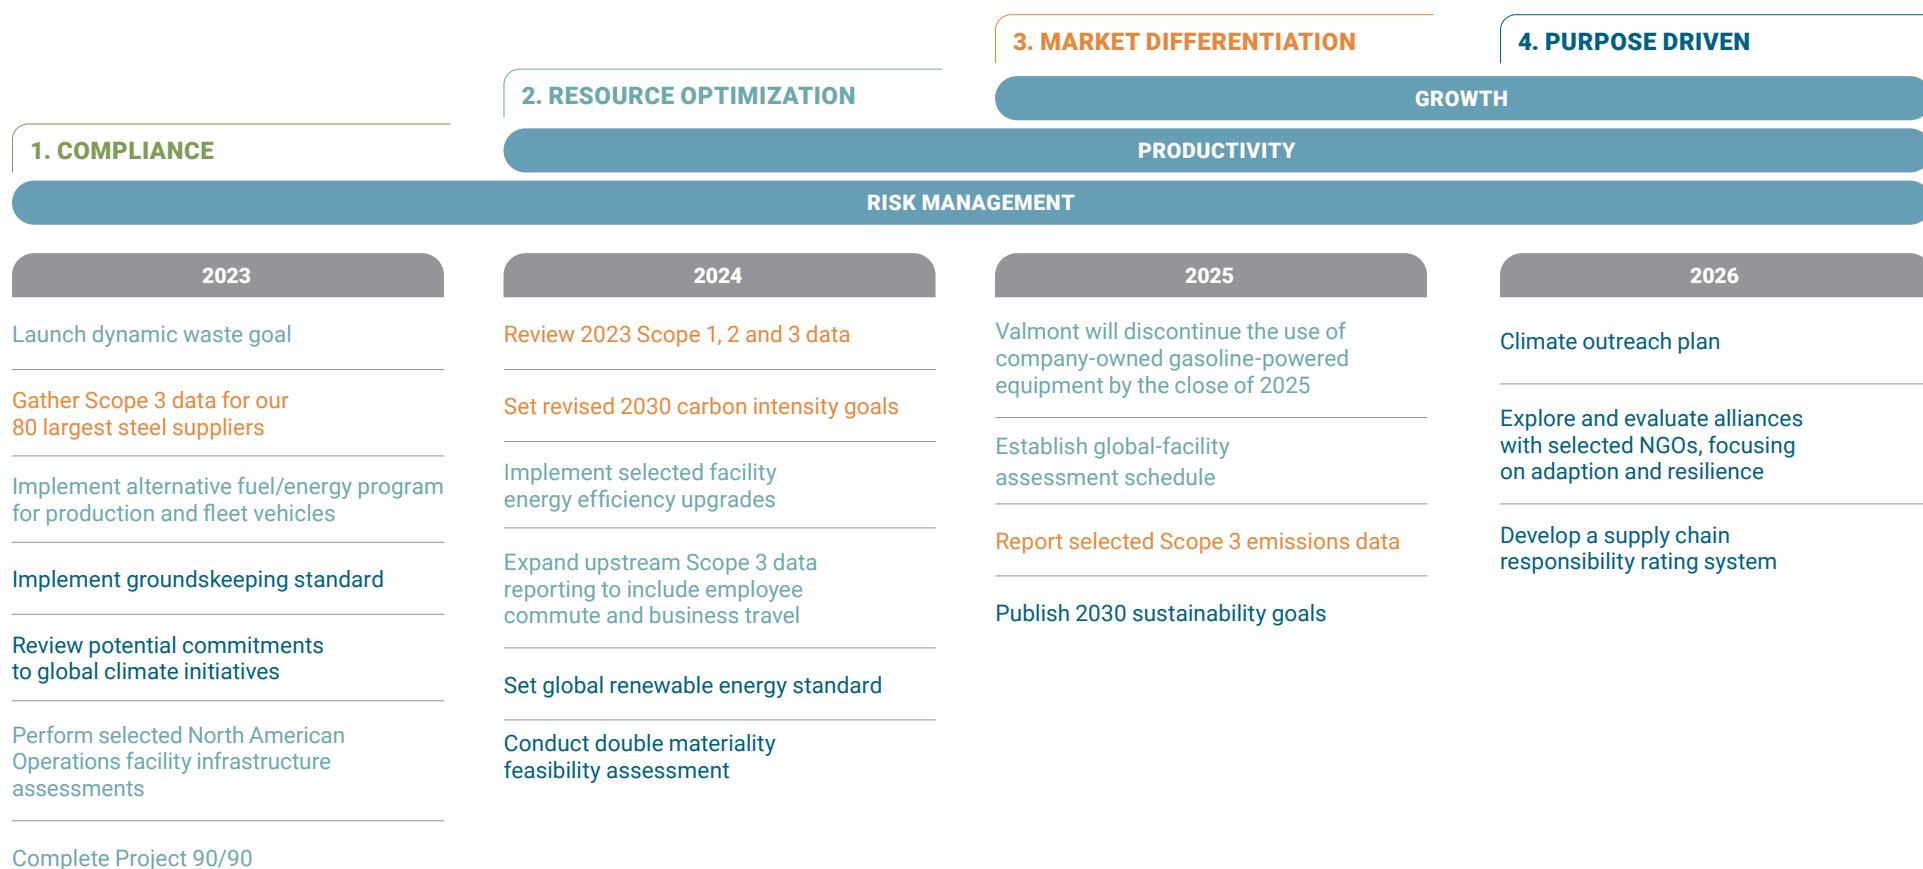 3. MARKET DIFFERENTIATION
4. PURPOSE DRIVEN
2. RESOURCE OPTIMIZATION
GROWTH
1. COMPLIANCE
PRODUCTIVITY
RISK MANAGEMENT
2023
Launch dynamic waste goal
Gather Scope 3 data for our
80 largest steel suppliers
Implement alternative fuel/energy program
for production and fleet vehicles
Implement groundskeeping standard
Review potential commitments
to global climate initiatives
Perform selected North American
Operations facility infrastructure
assessments
Complete Project 90/90
2024
Review 2023 Scope 1, 2 and 3 data
Set revised 2030 carbon intensity goals
Implement selected facility
energy efficiency upgrades
Expand upstream Scope 3 data
reporting to include employee
commute and business travel
Set global renewable energy standard
Conduct double materiality
feasibility assessment
2025
Valmont will discontinue the use of
company-owned gasoline-powered
equipment by the close of 2025
Establish global-facility
assessment schedule
Report selected Scope 3 emissions data
Publish 2030 sustainability goals
2026
Climate outreach plan
Explore and evaluate alliances
with selected NGOs, focusing
on adaption and resilience
Develop a supply chain
responsibility rating system